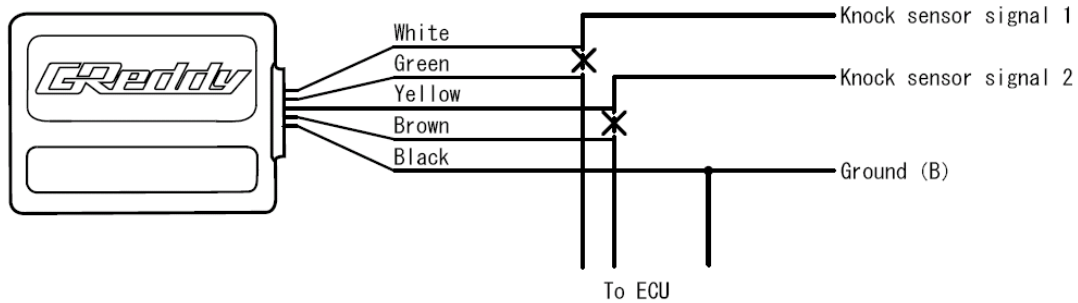 GReddy
White
Green
Yellow
Brown
Black
Knock sensor signal 1
Knock sensor signal 2
Ground (B)
To ECU